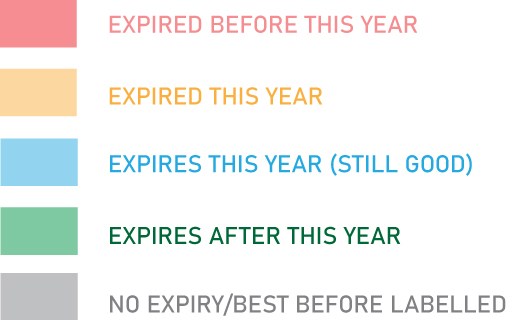 EXPIRED BEFORE THIS YEAR
EXPIRED THIS YEAR
EXPIRES THIS YEAR (STILL GOOD)
EXPIRES AFTER THIS YEAR
NO EXPIRY/BEST BEFORE LABELLED